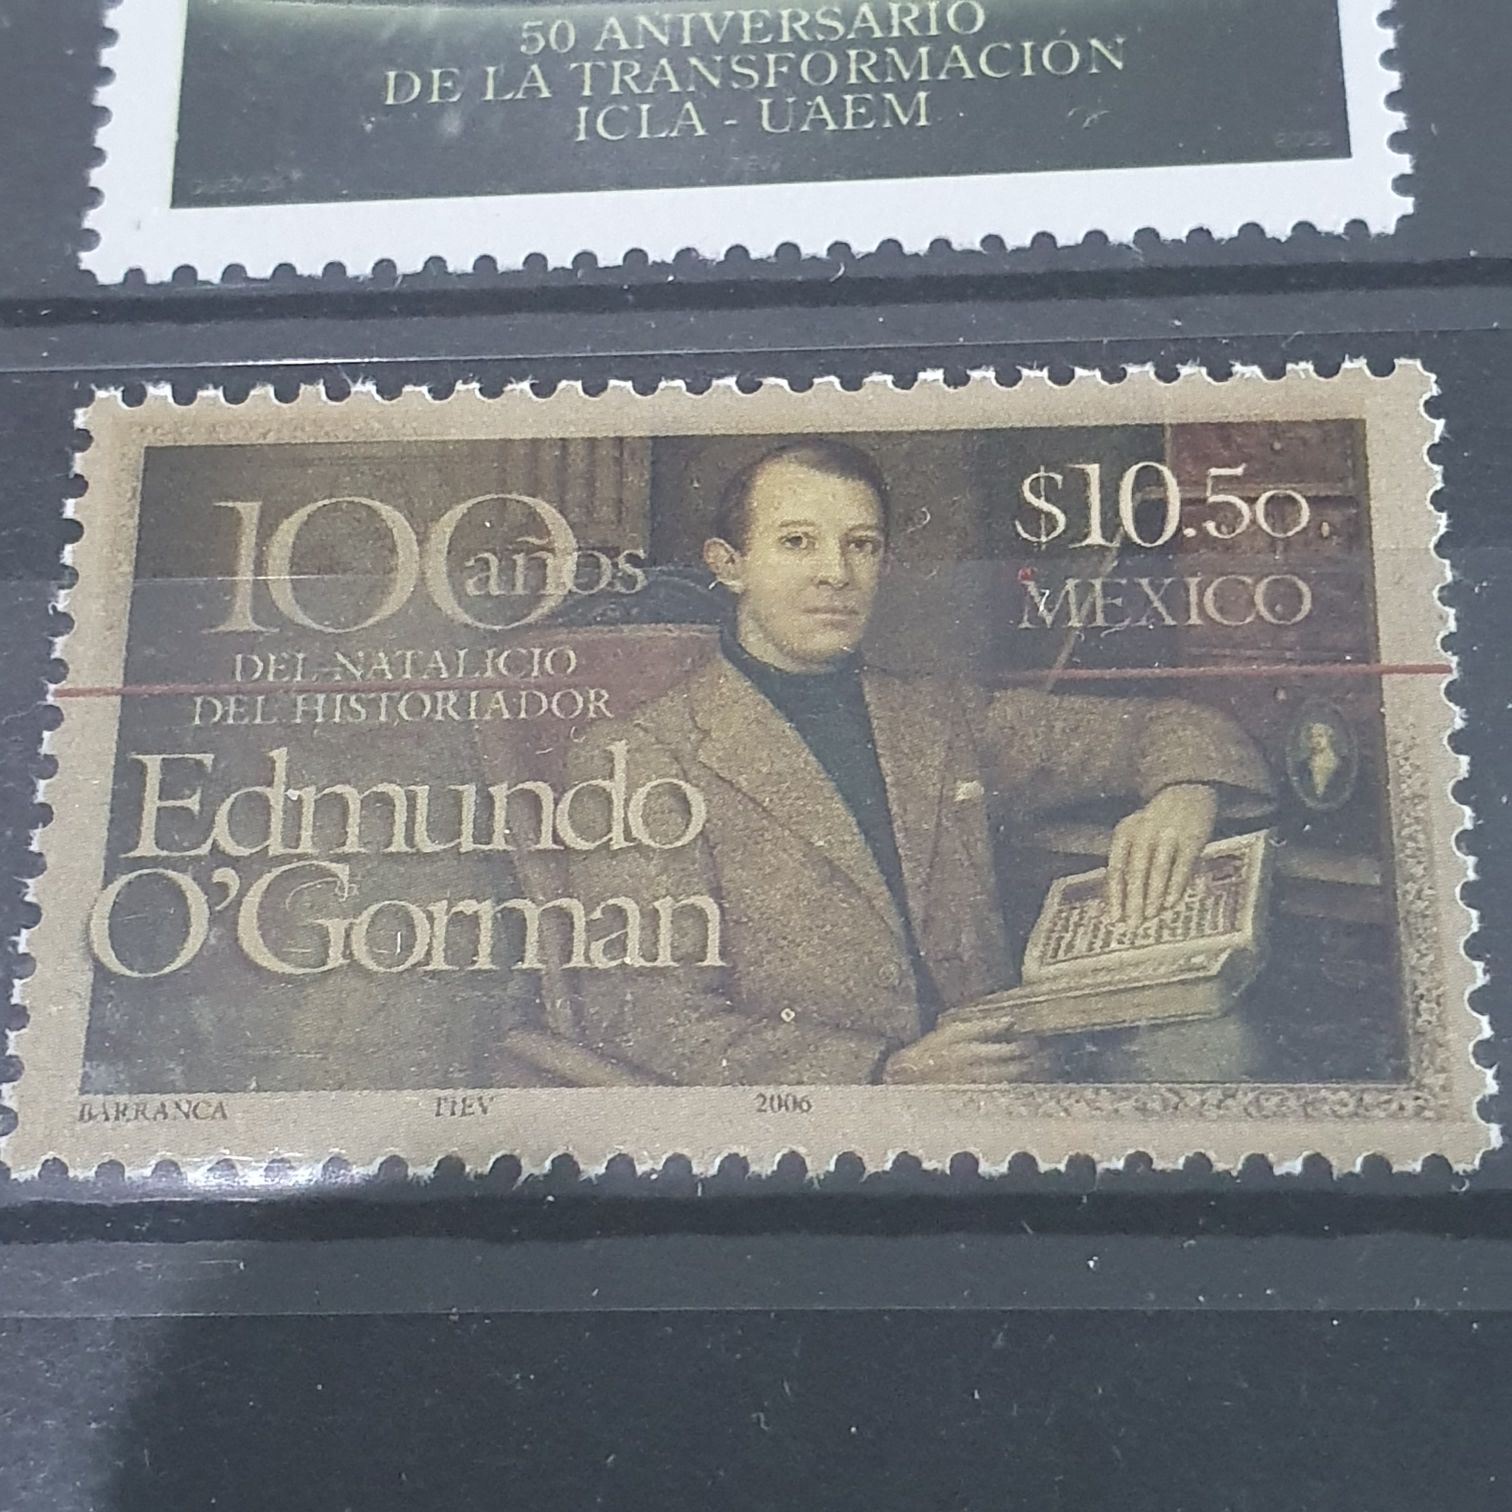 50 ANIVERSARIO
DE LA TRANSFORMACIÓN
ICLA - UAEM
100 años
DEL NATALICIO
DEL HISTORIADOR
Edmundo
O'Gorman
$10.50
MEXICO
BARRANCA TIEV 2006